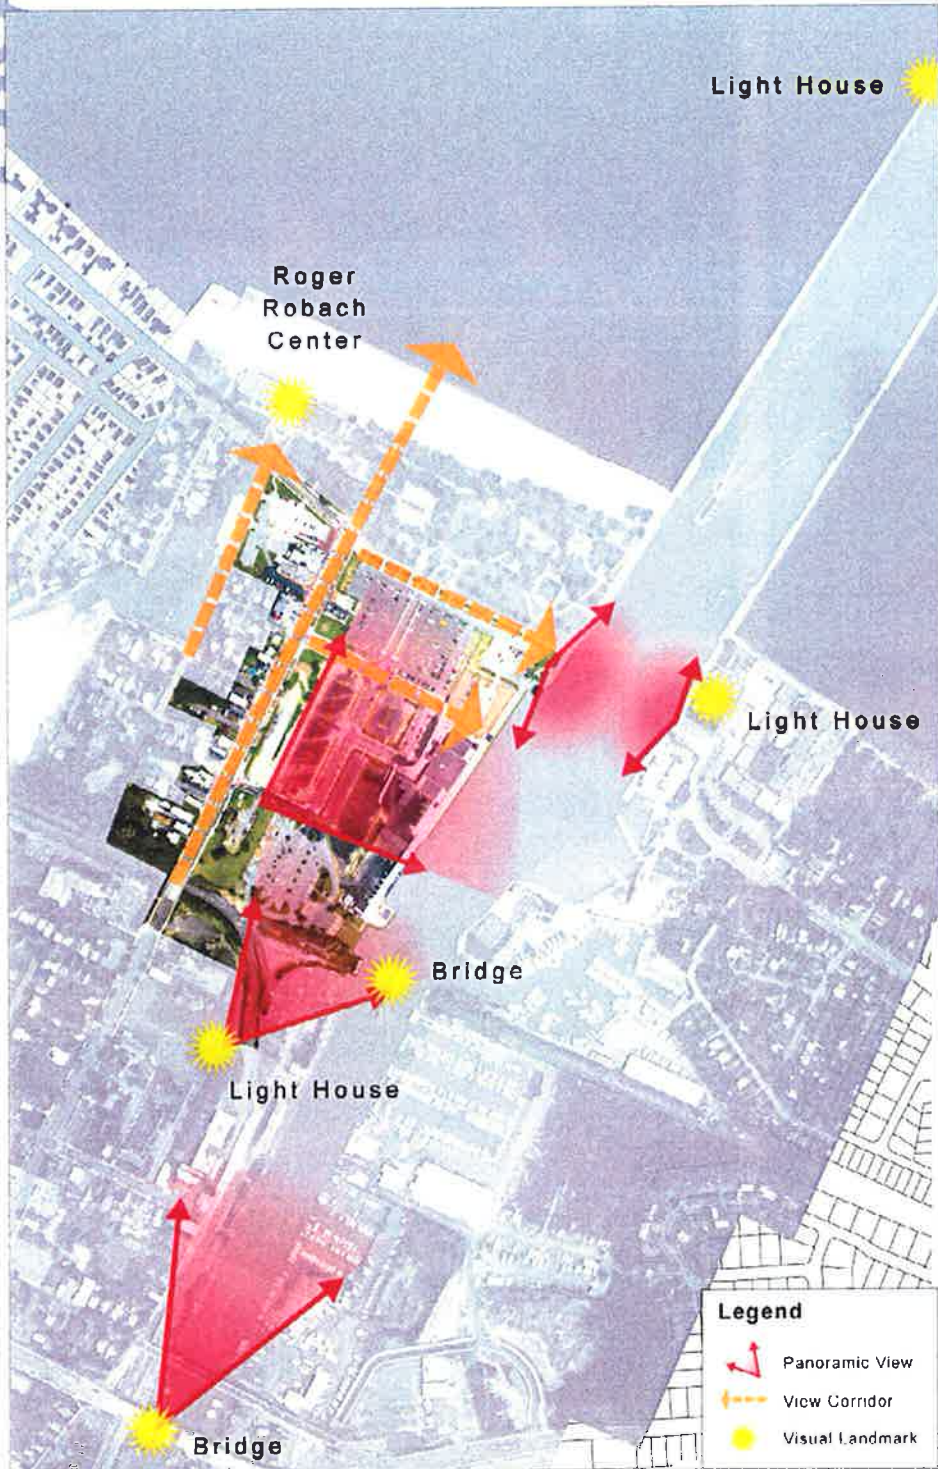 Light House
Roger
Robach
Center
Light House
Bridge
Light House
Bridge
Legend
Panoramic View
View Corridor
Visual Landmark